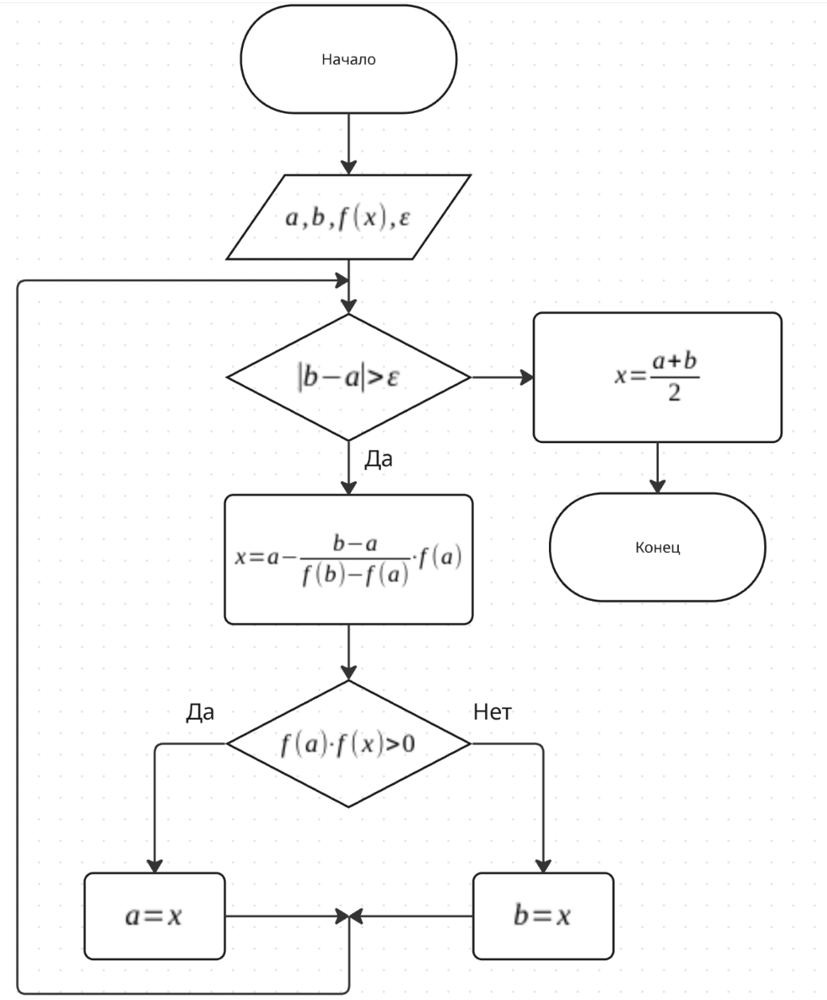 Начало
a,b,f(x),ε
|b−a|>ε
x=(a+b)/2
Да
x=a−(b−a)/(f(b)−f(a))·f(a)
Конец
Да
Нет
f(a)·f(x)>0
a=x
b=x